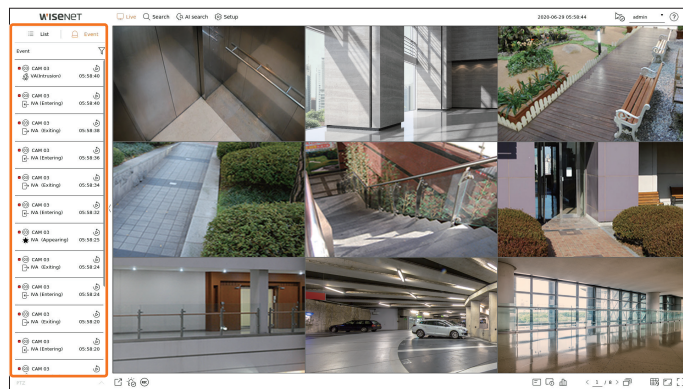 WISENET
Live Search AI search Setup
2020-06-29 05:58:44
admin
List Event
Event
CAM 03
VA(Intrusion) 05:58:40
CAM 03
IVA (Entering) 05:58:40
CAM 03
IVA (Exiting) 05:58:38
CAM 03
IVA (Entering) 05:58:36
CAM 03
IVA (Exiting) 05:58:34
CAM 03
IVA (Entering) 05:58:32
CAM 03
IVA (Appearing) 05:58:25
CAM 03
IVA (Exiting) 05:58:24
CAM 03
IVA (Entering) 05:58:24
CAM 03
IVA (Exiting) 05:58:20
CAM 03
IVA (Entering) 05:58:20
CAM 03
PTZ
< 1 / 8 >